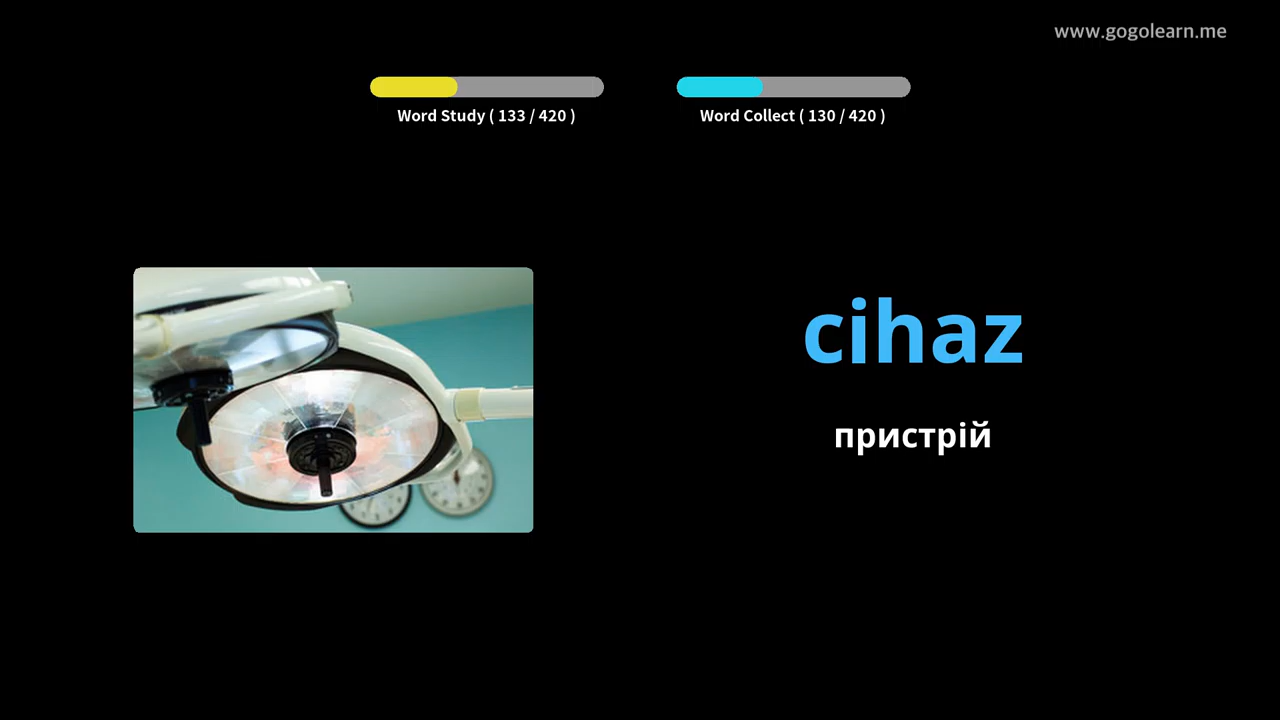 www.gogolearn.me
Word Study ( 133 / 420 )
Word Collect ( 130 / 420 )
cihaz
пристрій